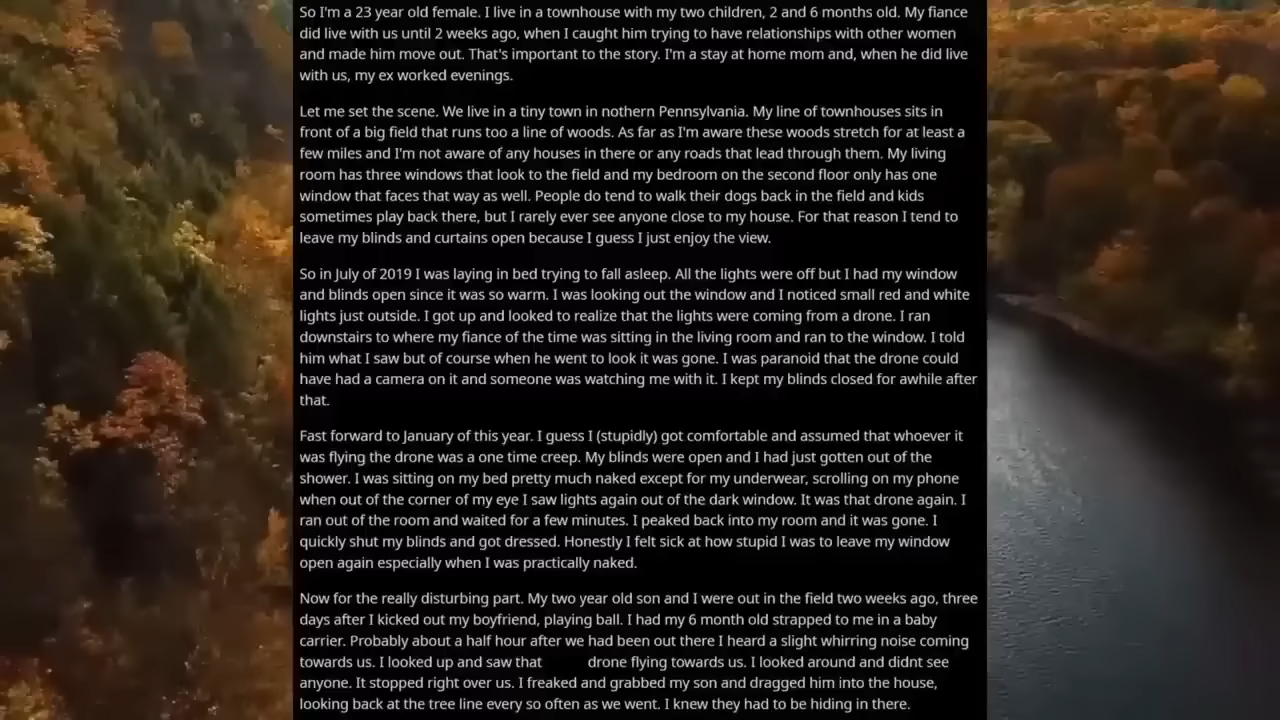 So I'm a 23 year old female. I live in a townhouse with my two children, 2 and 6 months old. My fiance
did live with us until 2 weeks ago, when I caught him trying to have relationships with other women
and made him move out. That's important to the story. I'm a stay at home mom and, when he did live
with us, my ex worked evenings.
Let me set the scene. We live in a tiny town in nothern Pennsylvania. My line of townhouses sits in
front of a big field that runs too a line of woods. As far as I'm aware these woods stretch for at least a
few miles and I'm not aware of any houses in there or any roads that lead through them. My living
room has three windows that look to the field and my bedroom on the second floor only has one
window that faces that way as well. People do tend to walk their dogs back in the field and kids
sometimes play back there, but I rarely ever see anyone close to my house. For that reason I tend to
leave my blinds and curtains open because I guess I just enjoy the view.
So in July of 2019 I was laying in bed trying to fall asleep. All the lights were off but I had my window
and blinds open since it was so warm. I was looking out the window and I noticed small red and white
lights just outside. I got up and looked to realize that the lights were coming from a drone. I ran
downstairs to where my fiance of the time was sitting in the living room and ran to the window. I told
him what I saw but of course when he went to look it was gone. I was paranoid that the drone could
have had a camera on it and someone was watching me with it. I kept my blinds closed for awhile after
that.
Fast forward to January of this year. I guess I (stupidly) got comfortable and assumed that whoever it
was flying the drone was a one time creep. My blinds were open and I had just gotten out of the
shower. I was sitting on my bed pretty much naked except for my underwear, scrolling on my phone
when out of the corner of my eye I saw lights again out of the dark window. It was that drone again. I
ran out of the room and waited for a few minutes. I peaked back into my room and it was gone. I
quickly shut my blinds and got dressed. Honestly I felt sick at how stupid I was to leave my window
open again especially when I was practically naked.
Now for the really disturbing part. My two year old son and I were out in the field two weeks ago, three
days after I kicked out my boyfriend, playing ball. I had my 6 month old strapped to me in a baby
carrier. Probably about a half hour after we had been out there I heard a slight whirring noise coming
towards us. I looked up and saw that drone flying towards us. I looked around and didnt see
anyone. It stopped right over us. I freaked and grabbed my son and dragged him into the house,
looking back at the tree line every so often as we went. I knew they had to be hiding in there.